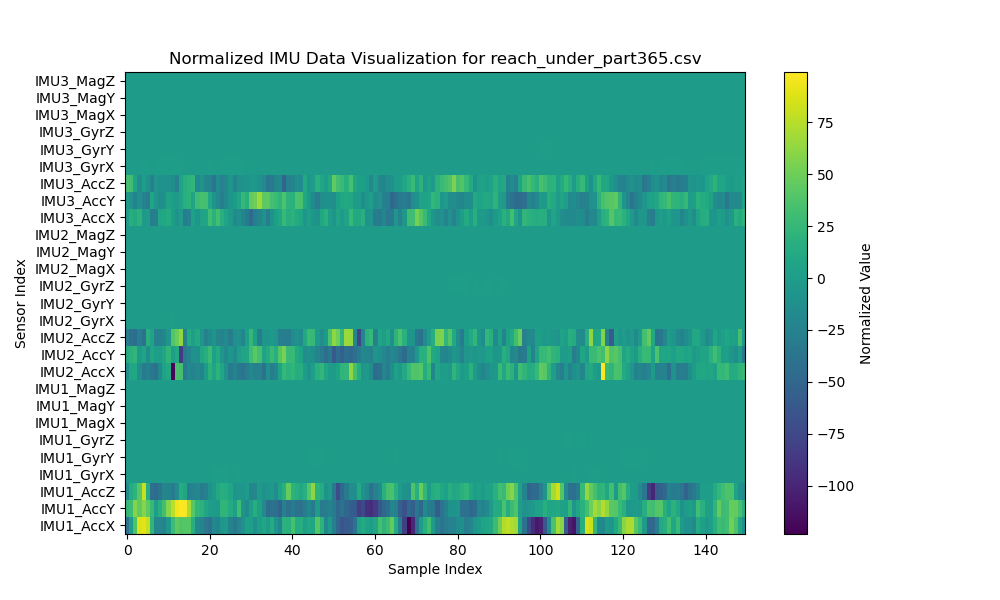 Normalized IMU Data Visualization for reach_under_part365.csv
IMU3_MagZ
IMU3_MagY
IMU3_MagX
IMU3_GyrZ
IMU3_GyrY
IMU3_GyrX
IMU3_AccZ
IMU3_AccY
IMU3_AccX
IMU2_MagZ
IMU2_MagY
IMU2_MagX
IMU2_GyrZ
IMU2_GyrY
IMU2_GyrX
IMU2_AccZ
IMU2_AccY
IMU2_AccX
IMU1_MagZ
IMU1_MagY
IMU1_MagX
IMU1_GyrZ
IMU1_GyrY
IMU1_GyrX
IMU1_AccZ
IMU1_AccY
IMU1_AccX
Sensor Index
0 20 40 60 80 100 120 140
Sample Index
75
50
25
0
−25
−50
−75
−100
Normalized Value